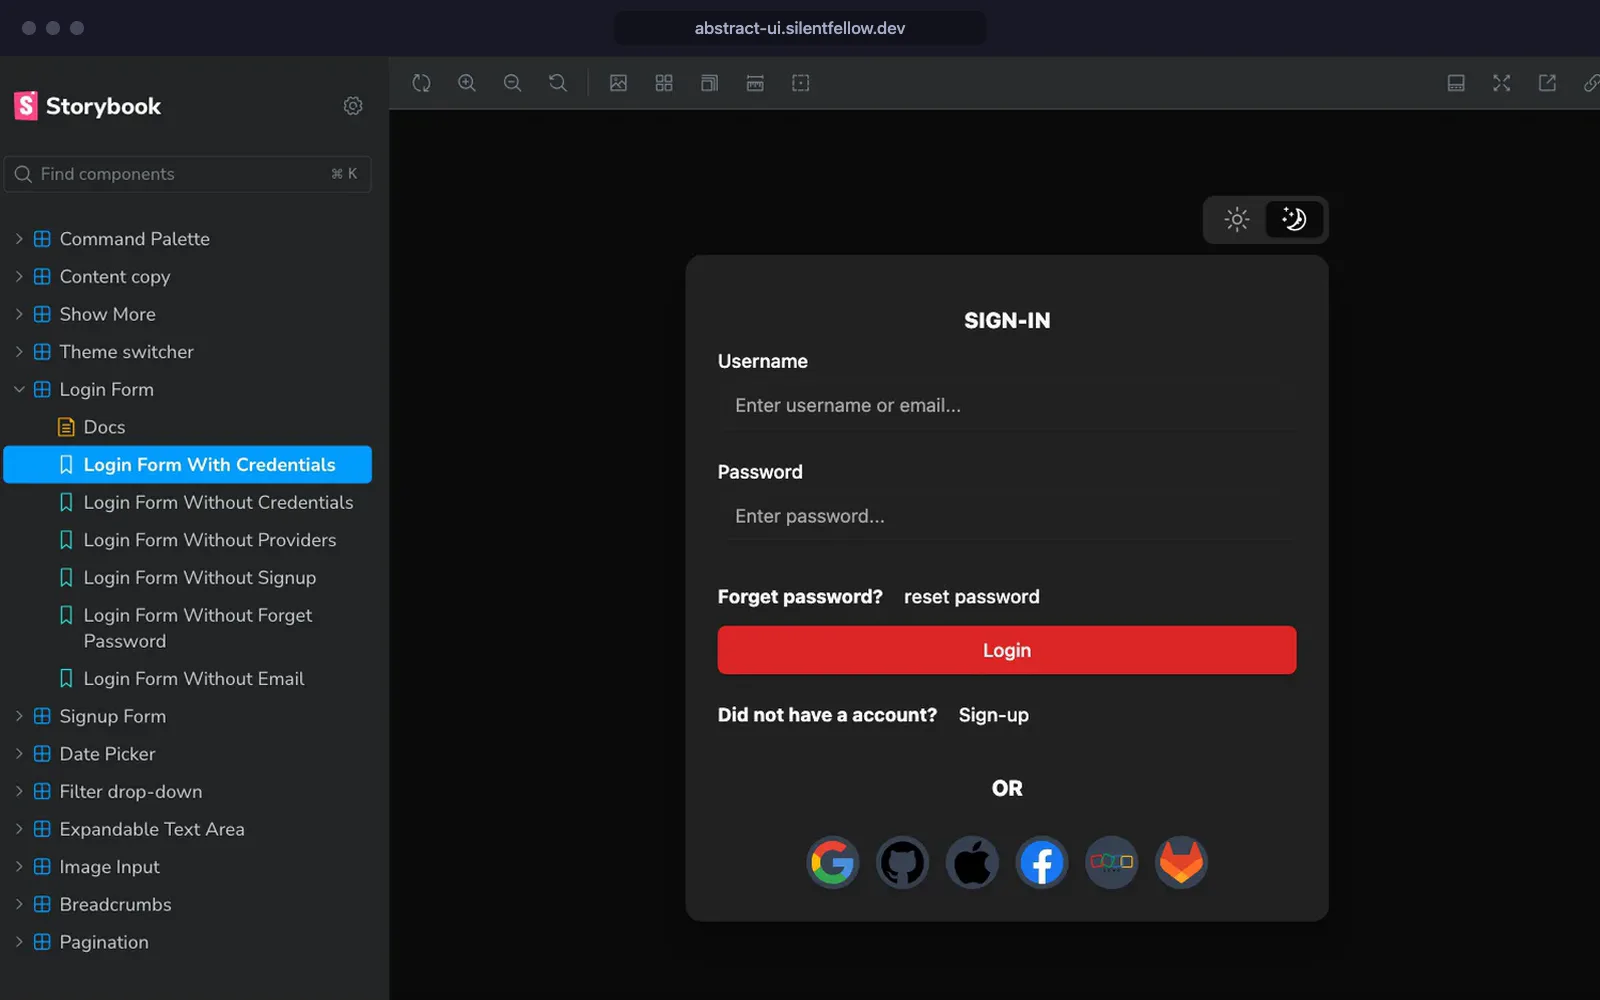 abstract-ui.silentfellow.dev
Storybook
Find components
⌘ K
Command Palette
Content copy
Show More
Theme switcher
Login Form
Docs
Login Form With Credentials
Login Form Without Credentials
Login Form Without Providers
Login Form Without Signup
Login Form Without Forget
Password
Login Form Without Email
Signup Form
Date Picker
Filter drop-down
Expandable Text Area
Image Input
Breadcrumbs
Pagination
SIGN-IN
Username
Enter username or email...
Password
Enter password...
Forget password? reset password
Login
Did not have a account? Sign-up
OR